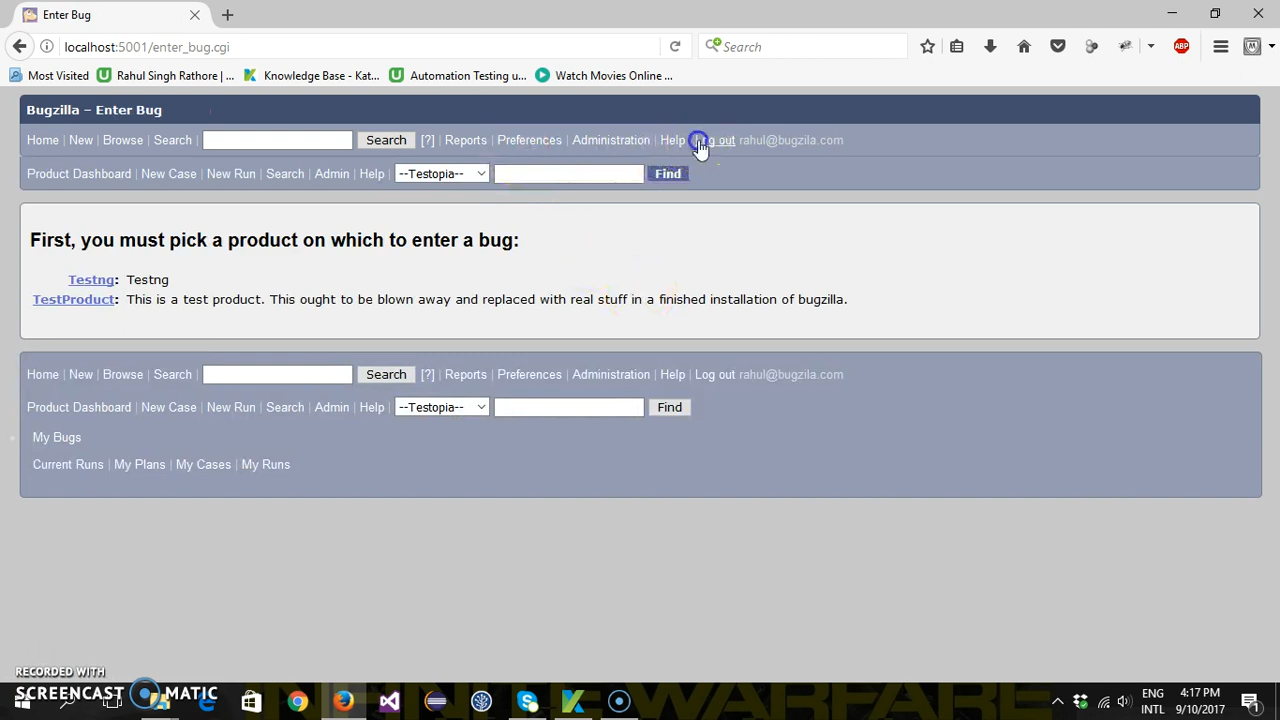 Enter Bug
localhost:5001/enter_bug.cgi
Search
ABP
Most Visited
Rahul Singh Rathore | ...
Knowledge Base - Kat...
Automation Testing u...
Watch Movies Online ...
Bugzilla – Enter Bug
Home | New | Browse | Search Search [?] | Reports | Preferences | Administration | Help | Log out rahul@bugzila.com
Product Dashboard | New Case | New Run | Search | Admin | Help | --Testopia-- Find
First, you must pick a product on which to enter a bug:
Testng: Testng
TestProduct: This is a test product. This ought to be blown away and replaced with real stuff in a finished installation of bugzilla.
Home | New | Browse | Search Search [?] | Reports | Preferences | Administration | Help | Log out rahul@bugzila.com
Product Dashboard | New Case | New Run | Search | Admin | Help | --Testopia-- Find
My Bugs
Current Runs | My Plans | My Cases | My Runs
RECORDED WITH
SCREENCAST MATIC
INFINITE WARFARE
ENG
INTL
4:17 PM
9/10/2017
1